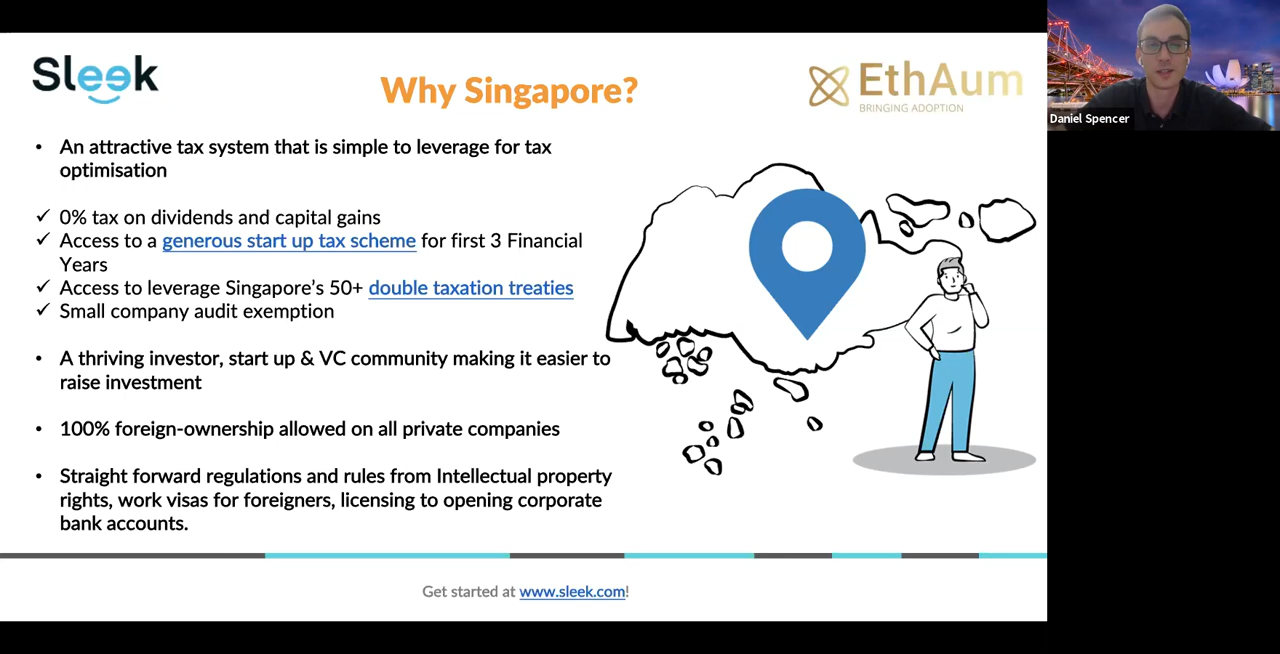 Sleek
Why Singapore?
EthAum
BRINGING ADOPTION
Daniel Spencer
• An attractive tax system that is simple to leverage for tax
optimisation
✓ 0% tax on dividends and capital gains
✓ Access to a generous start up tax scheme for first 3 Financial
Years
✓ Access to leverage Singapore’s 50+ double taxation treaties
✓ Small company audit exemption
• A thriving investor, start up & VC community making it easier to
raise investment
• 100% foreign-ownership allowed on all private companies
• Straight forward regulations and rules from Intellectual property
rights, work visas for foreigners, licensing to opening corporate
bank accounts.
Get started at www.sleek.com!